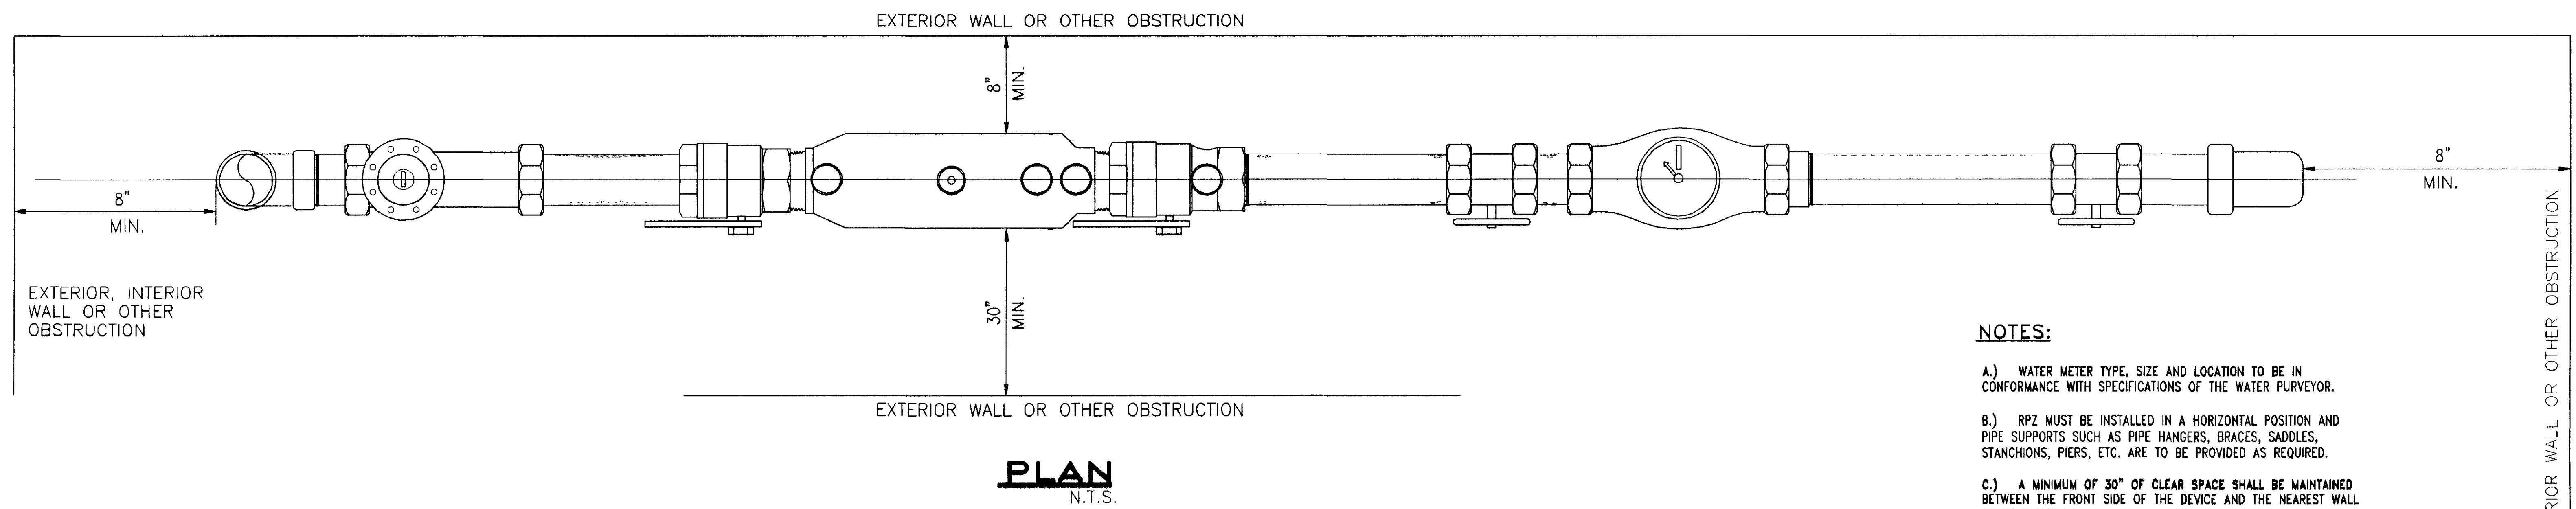 EXTERIOR WALL OR OTHER OBSTRUCTION
8"
MIN.
8"
MIN.
8"
MIN.
EXTERIOR, INTERIOR
WALL OR OTHER
OBSTRUCTION
30"
MIN.
EXTERIOR WALL OR OTHER OBSTRUCTION
PLAN
N.T.S.
NOTES:
A.) WATER METER TYPE, SIZE AND LOCATION TO BE IN
CONFORMANCE WITH SPECIFICATIONS OF THE WATER PURVEYOR.
B.) RPZ MUST BE INSTALLED IN A HORIZONTAL POSITION AND
PIPE SUPPORTS SUCH AS PIPE HANGERS, BRACES, SADDLES,
STANCHIONS, PIERS, ETC. ARE TO BE PROVIDED AS REQUIRED.
C.) A MINIMUM OF 30" OF CLEAR SPACE SHALL BE MAINTAINED
BETWEEN THE FRONT SIDE OF THE DEVICE AND THE NEAREST WALL
RIOR WALL OR OTHER OBSTRUCTION